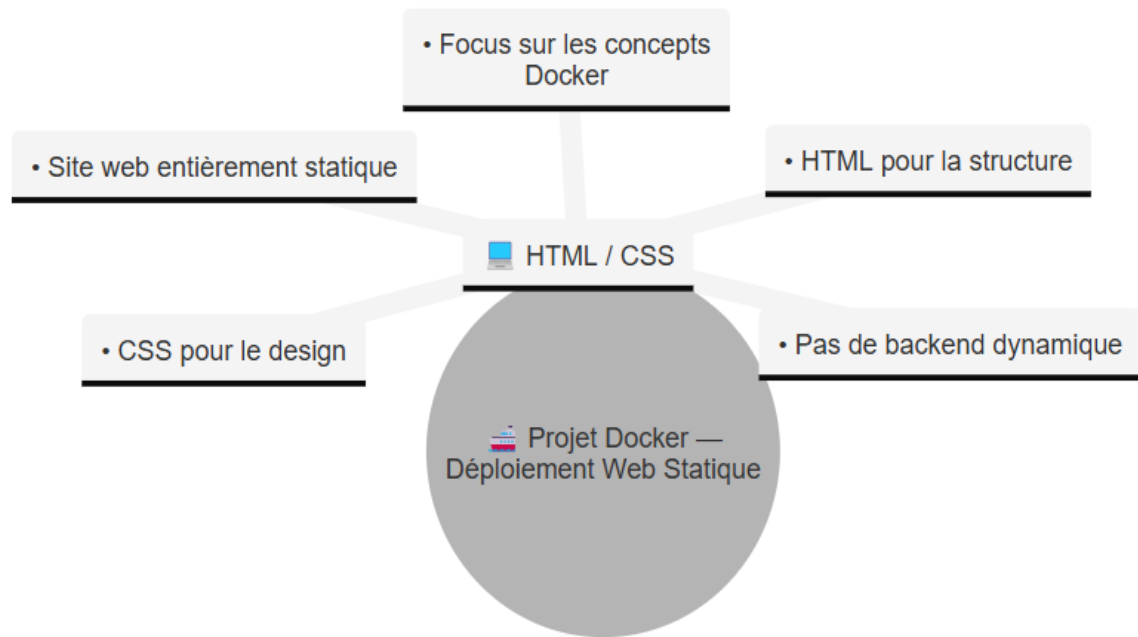 • Focus sur les concepts
Docker
• Site web entièrement statique
• HTML pour la structure
💻 HTML / CSS
• CSS pour le design
• Pas de backend dynamique
🚢 Projet Docker —
Déploiement Web Statique